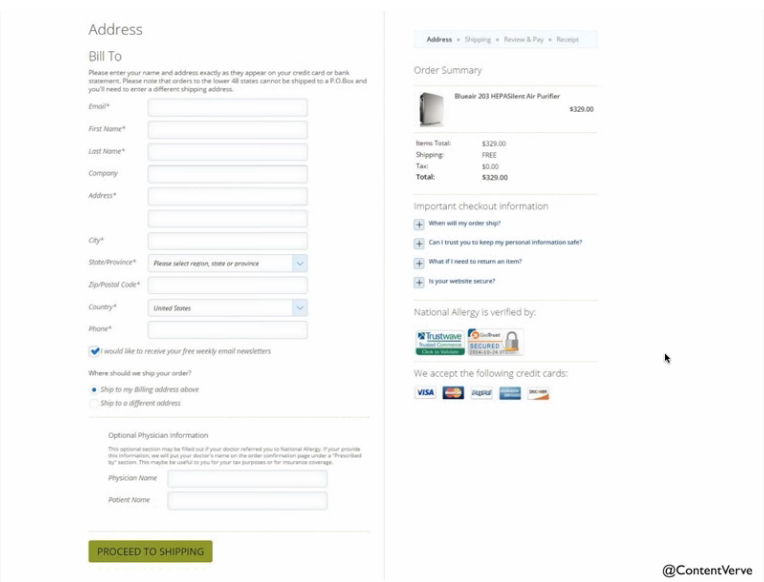 Address
Bill To
Please enter your name and address exactly as they appear on your credit card or bank
statement. Please note that orders to the lower 48 states cannot be shipped to a P.O.Box and
you'll need to enter a different shipping address.
Email*
First Name*
Last Name*
Company
Address*
City*
State/Province*
Please select region, state or province
Zip/Postal Code*
Country*
United States
Phone*
I would like to receive your free weekly email newsletters
Where should we ship your order?
Ship to my Billing address above
Ship to a different address
Optional Physician Information
This optional section may be filled out if your doctor referred you to National Allergy. If your provide
this information, we will put your doctor's name on the order confirmation page under a "Prescribed
by" section. This maybe be useful to you for your tax purposes or for insurance coverage.
Physician Name
Patient Name
PROCEED TO SHIPPING
Address • Shipping • Review & Pay • Receipt
Order Summary
Blueair 203 HEPASilent Air Purifier
$329.00
Items Total: $329.00
Shipping: FREE
Tax: $0.00
Total: $329.00
Important checkout information
When will my order ship?
Can I trust you to keep my personal information safe?
What if I need to return an item?
Is your website secure?
National Allergy is verified by:
Trustwave
Trusted Commerce
Click to Validate
SECURED
We accept the following credit cards:
VISA
PayPal
@ContentVerve